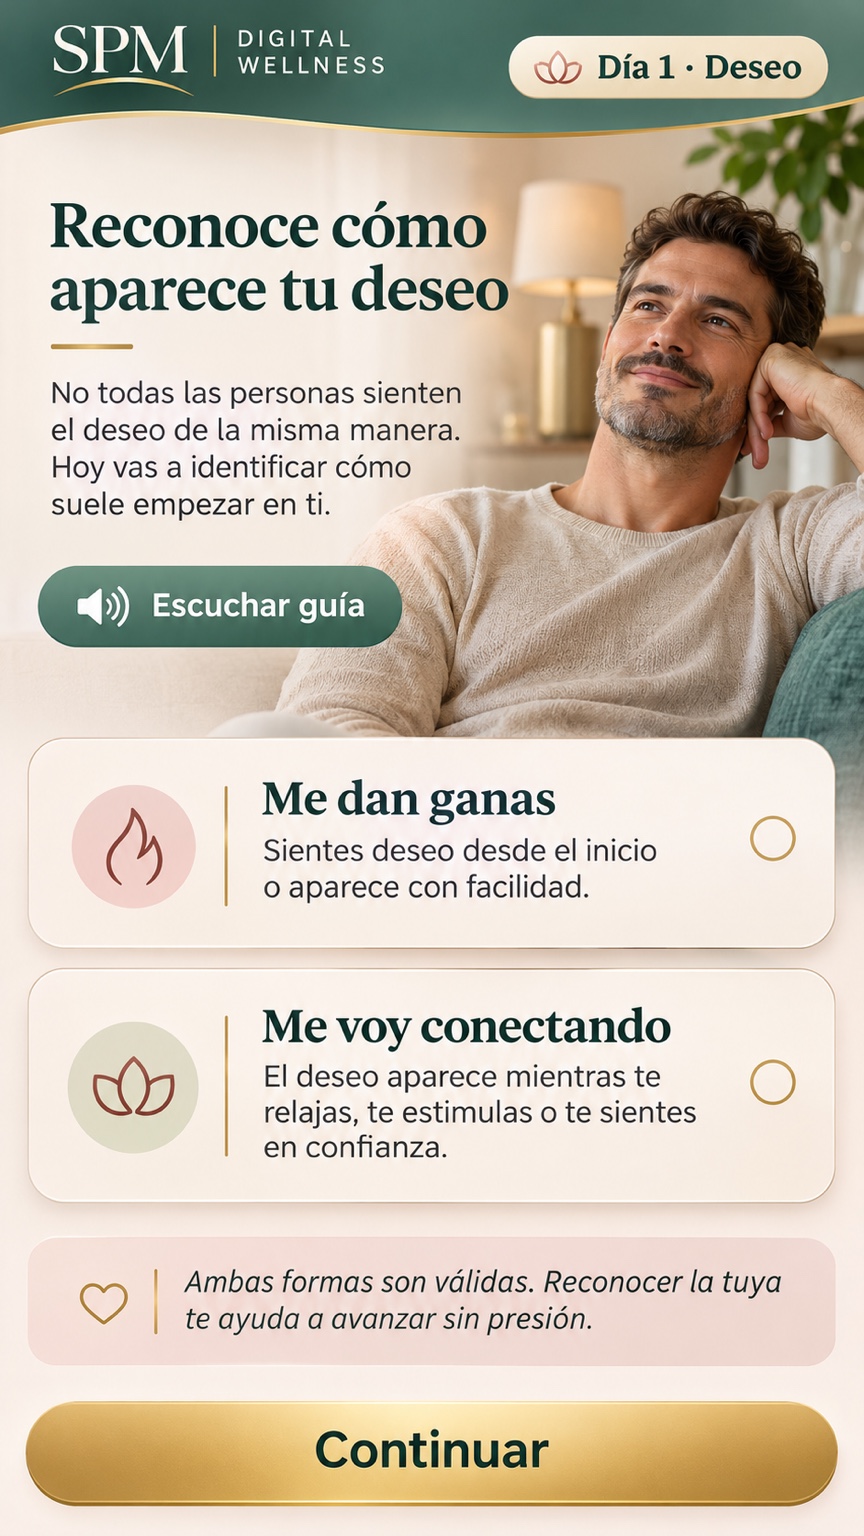 SPM
DIGITAL
WELLNESS
Día 1 · Deseo
Reconoce cómo
aparece tu deseo
No todas las personas sienten
el deseo de la misma manera.
Hoy vas a identificar cómo
suele empezar en ti.
Escuchar guía
Me dan ganas
Sientes deseo desde el inicio
o aparece con facilidad.
Me voy conectando
El deseo aparece mientras te
relajas, te estimulas o te sientes
en confianza.
Ambas formas son válidas. Reconocer la tuya
te ayuda a avanzar sin presión.
Continuar